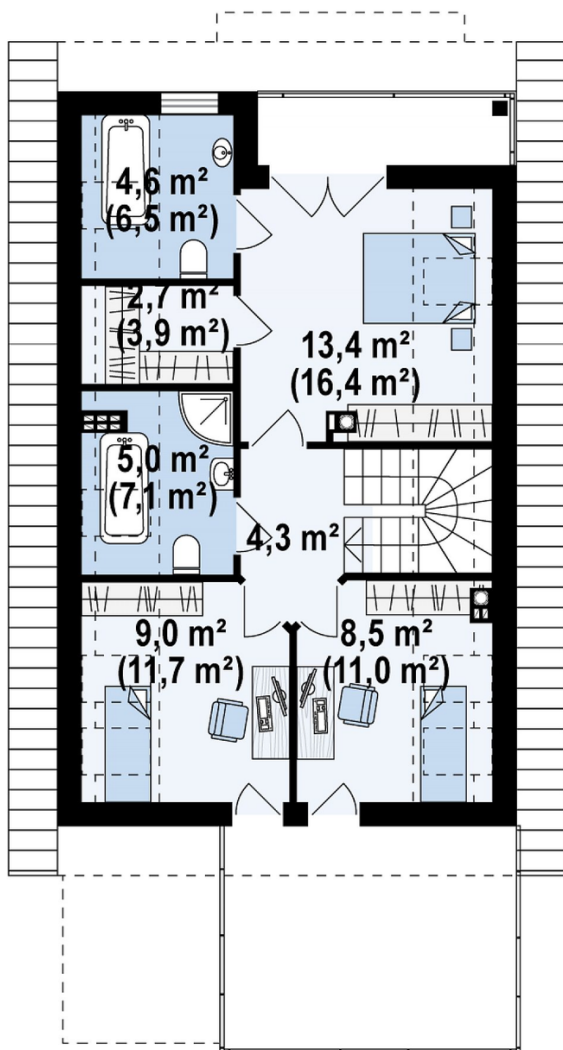 4,6 m²
(6,5 m²)
2,7 m²
(3,9 m²)
13,4 m²
(16,4 m²)
5,0 m²
(7,1 m²)
4,3 m²
9,0 m²
(11,7 m²)
8,5 m²
(11,0 m²)